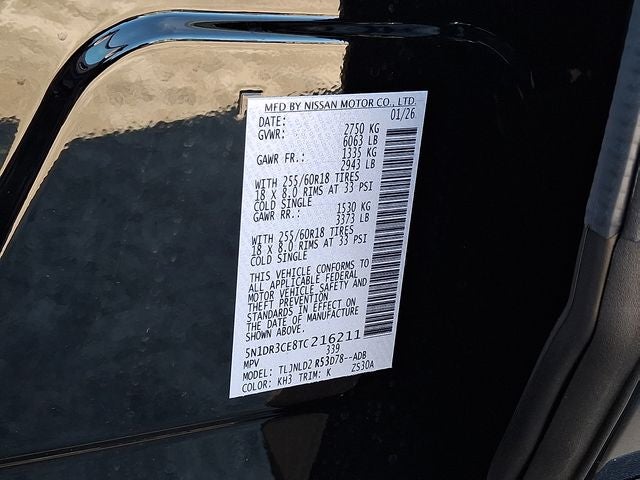 MFD BY NISSAN MOTOR CO., LTD.
DATE: 01/26
GVWR: 2750 KG
6063 LB
GAWR FR.: 1335 KG
2943 LB
WITH 255/60R18 TIRES
18 X 8.0 RIMS AT 33 PSI
COLD SINGLE
GAWR RR.: 1530 KG
3373 LB
WITH 255/60R18 TIRES
18 X 8.0 RIMS AT 33 PSI
COLD SINGLE
THIS VEHICLE CONFORMS TO
ALL APPLICABLE FEDERAL
MOTOR VEHICLE SAFETY AND
THEFT PREVENTION
STANDARDS IN EFFECT ON
THE DATE OF MANUFACTURE
SHOWN ABOVE.
5N1DR3CE8TC216211
MPV 339
MODEL: TLJNLD2 R53D78--ADB
COLOR: KH3 TRIM: K ZS30A